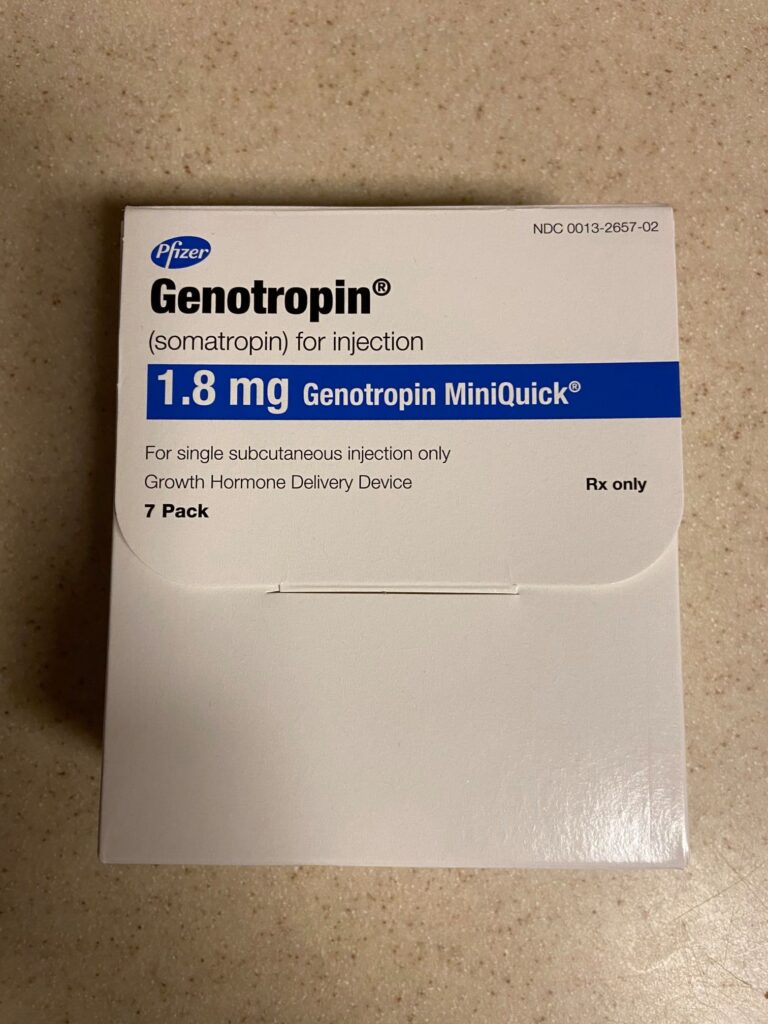 NDC 0013-2657-02
Pfizer
Genotropin®
(somatropin) for injection
1.8 mg Genotropin MiniQuick®
For single subcutaneous injection only
Growth Hormone Delivery Device
Rx only
7 Pack